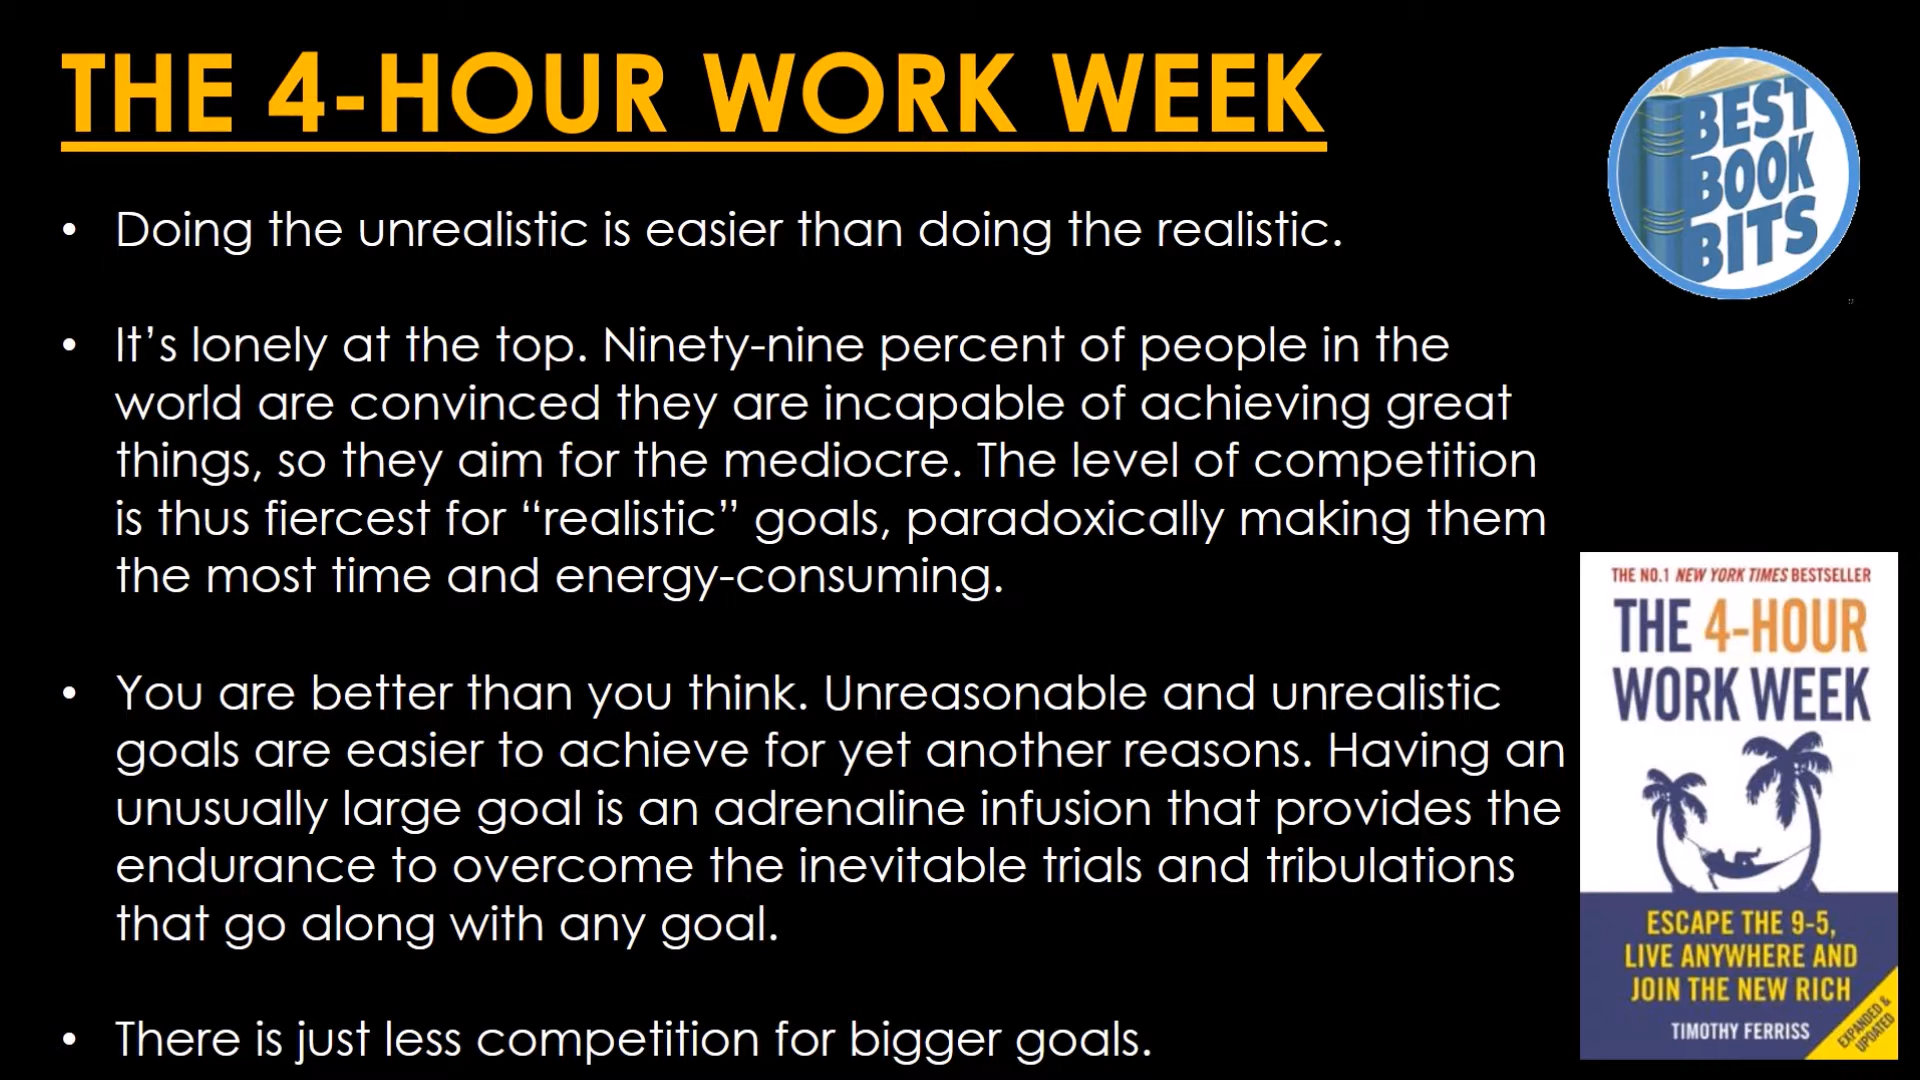 THE 4-HOUR WORK WEEK
BEST
BOOK
BITS
• Doing the unrealistic is easier than doing the realistic.
• It’s lonely at the top. Ninety-nine percent of people in the
world are convinced they are incapable of achieving great
things, so they aim for the mediocre. The level of competition
is thus fiercest for “realistic” goals, paradoxically making them
the most time and energy-consuming.
• You are better than you think. Unreasonable and unrealistic
goals are easier to achieve for yet another reasons. Having an
unusually large goal is an adrenaline infusion that provides the
endurance to overcome the inevitable trials and tribulations
that go along with any goal.
• There is just less competition for bigger goals.
THE NO.1 NEW YORK TIMES BESTSELLER
THE 4-HOUR
WORK WEEK
ESCAPE THE 9-5,
LIVE ANYWHERE AND
JOIN THE NEW RICH
TIMOTHY FERRISS
EXPANDED &
UPDATED